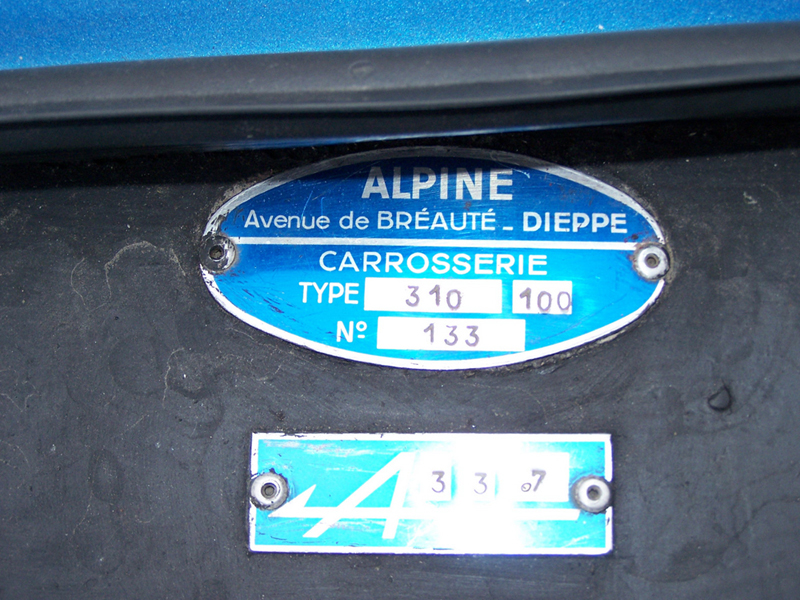 ALPINE
Avenue de BRÉAUTÉ - DIEPPE
CARROSSERIE
TYPE 310 100
Nº 133
A 3 3 .7